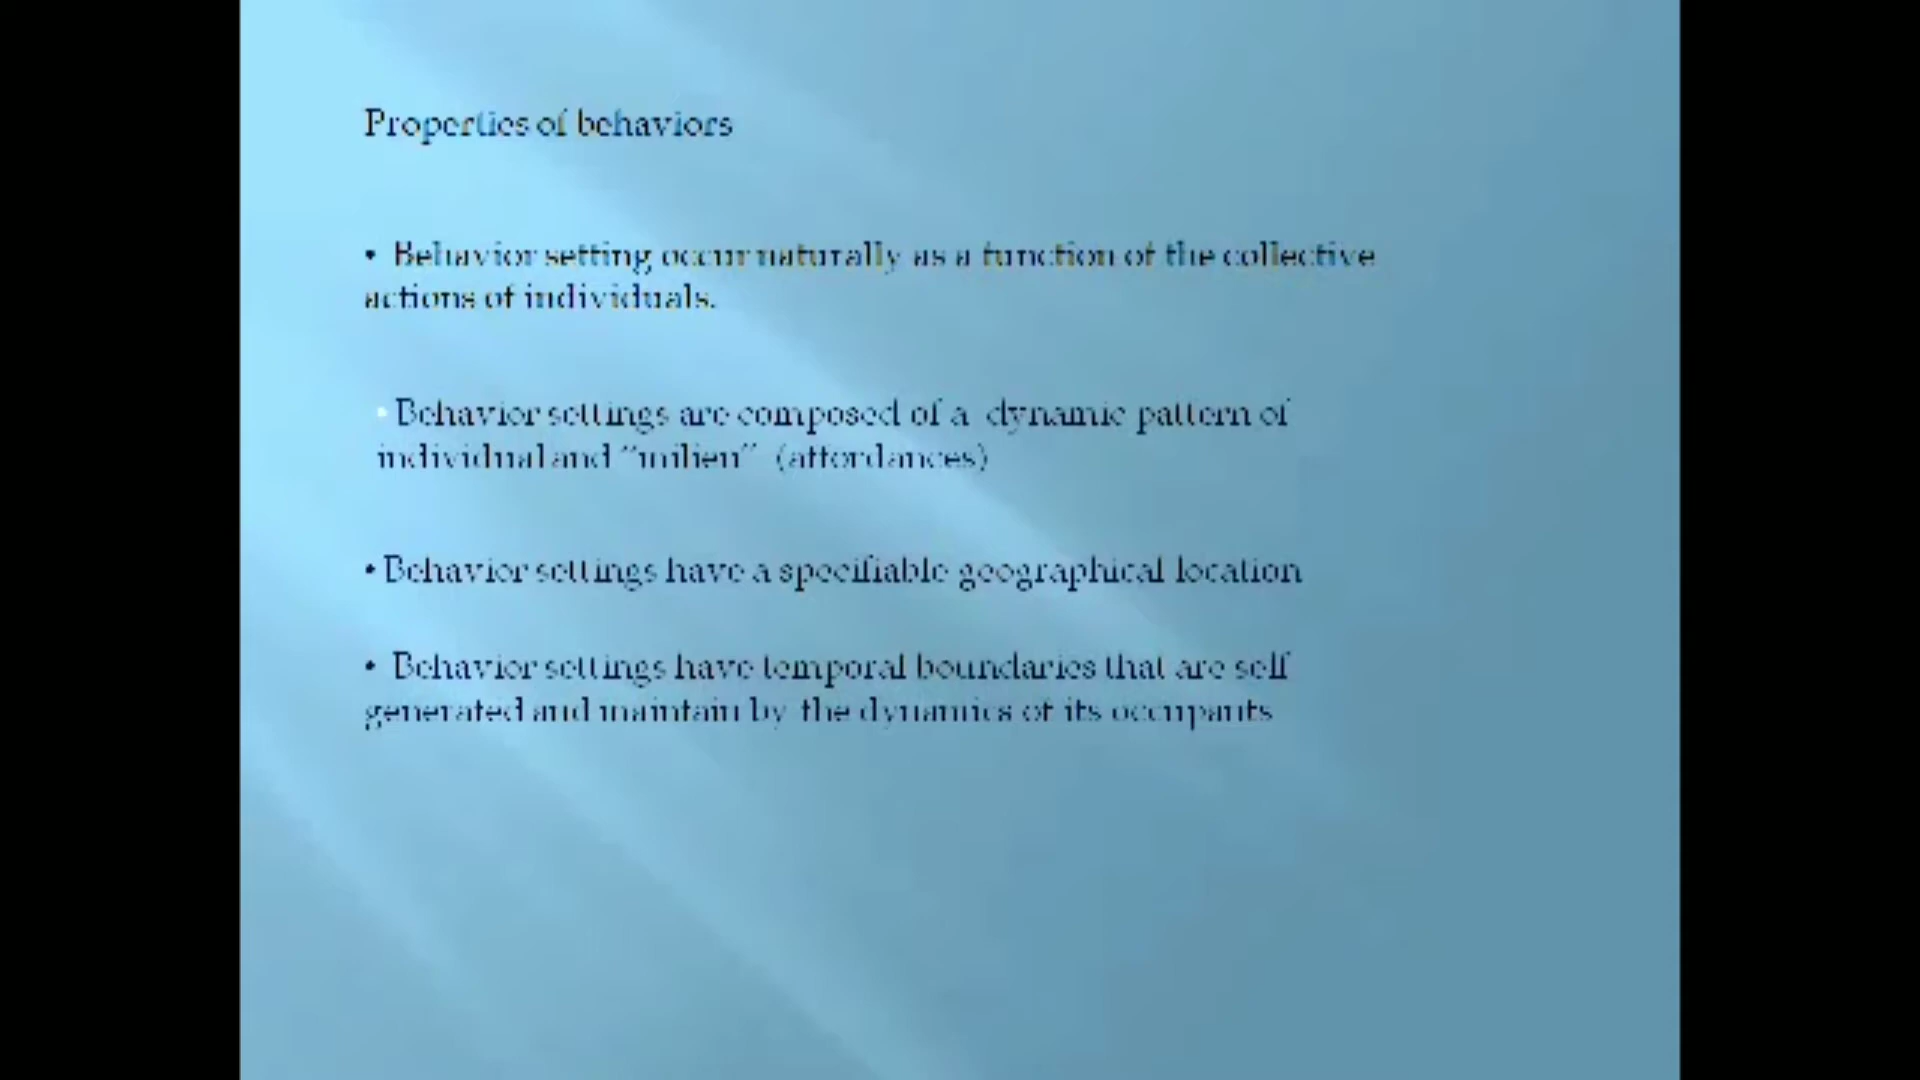 Properties of behaviors
• Behavior setting occur naturally as a function of the collective
actions of individuals.
• Behavior settings are composed of a dynamic pattern of
individual and “milieu” (affordances)
• Behavior settings have a specifiable geographical location
• Behavior settings have temporal boundaries that are self
generated and maintain by the dynamics of its occupants